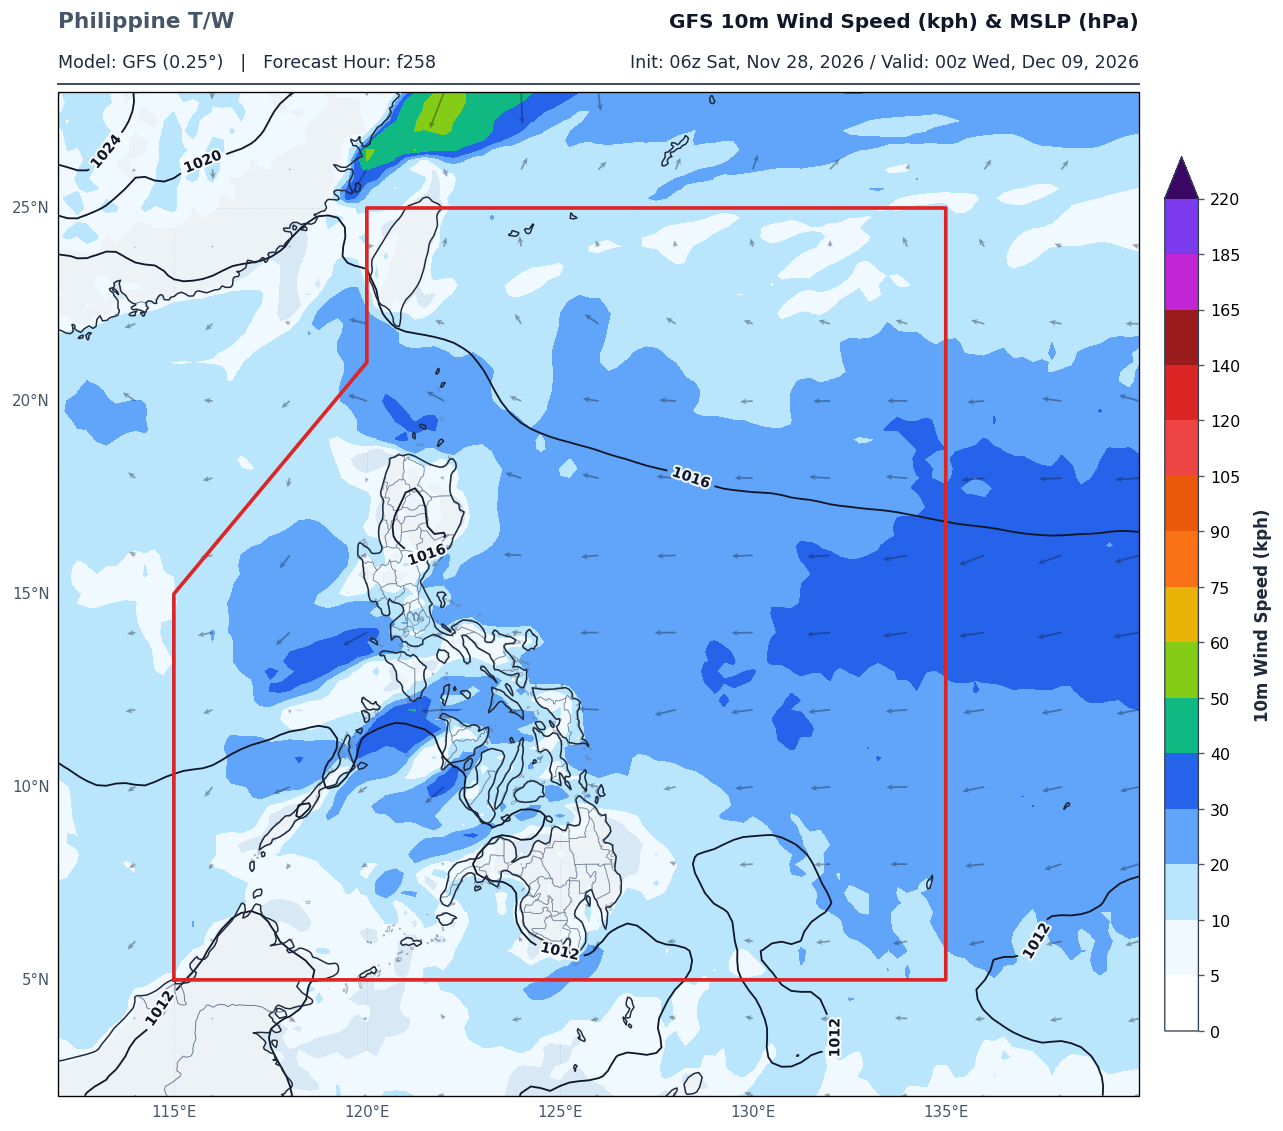 Philippine T/W
GFS 10m Wind Speed (kph) & MSLP (hPa)
Model: GFS (0.25°) | Forecast Hour: f258
Init: 06z Sat, Nov 28, 2026 / Valid: 00z Wed, Dec 09, 2026
1024
1020
25°N
20°N
1016
1016
15°N
10°N
1012
1012
5°N
1012
1012
115°E
120°E
125°E
130°E
135°E
220
185
165
140
120
105
90
75
60
50
40
30
20
10
5
0
10m Wind Speed (kph)